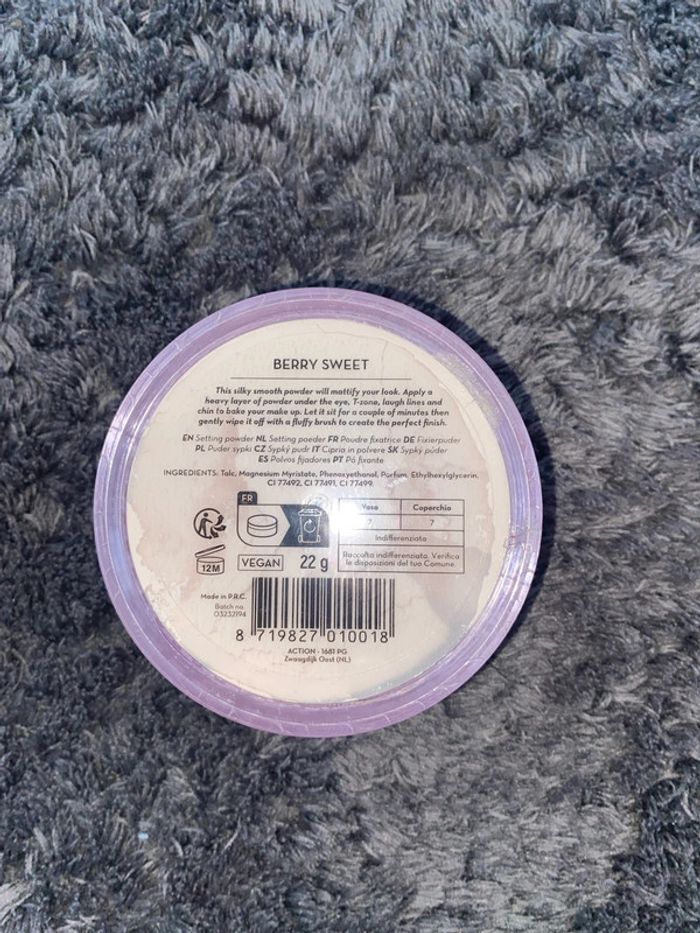 BERRY SWEET
This silky smooth powder will mattify your look. Apply a
heavy layer of powder under the eye, T-zone, laugh lines and
chin to bake your make up. Let it sit for a couple of minutes then
gently wipe it off with a fluffy brush to create the perfect finish.
EN Setting powder NL Setting poeder FR Poudre fixatrice DE Fixierpuder
PL Puder sypki CZ Sypký pudr IT Cipria in polvere SK Sypký púder
ES Polvos fijadores PT Pó fixante
INGREDIENTS: Talc, Magnesium Myristate, Phenoxyethanol, Parfum, Ethylhexylglycerin,
CI 77492, CI 77491, CI 77499.
FR
Vaso Coperchio
7 7
Indifferenziata
Raccolta indifferenziata. Verifica
le disposizioni del tuo Comune.
12M
VEGAN
22 g
Made in P.R.C.
Batch no.
03232194
8 719827 010018
ACTION - 1681 PG
Zwaagdijk Oost (NL)